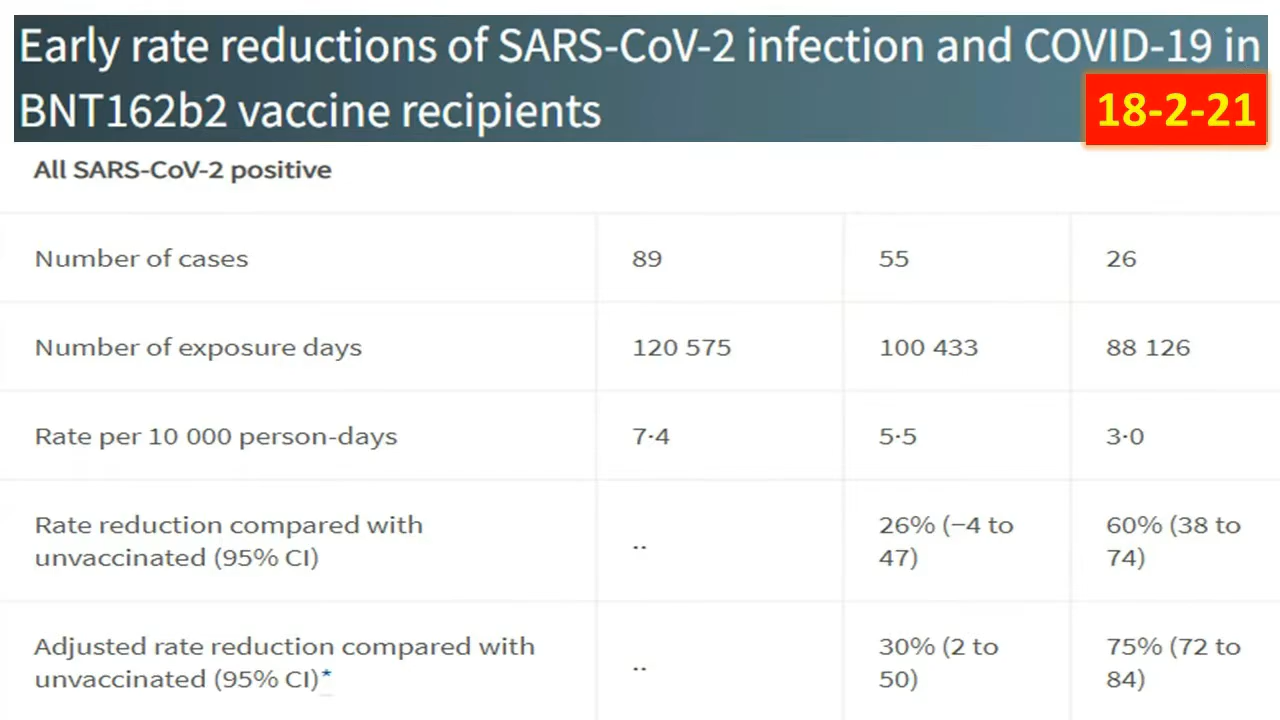 Early rate reductions of SARS-CoV-2 infection and COVID-19 in
BNT162b2 vaccine recipients
18-2-21
All SARS-CoV-2 positive
Number of cases 89 55 26
Number of exposure days 120 575 100 433 88 126
Rate per 10 000 person-days 7·4 5·5 3·0
Rate reduction compared with
unvaccinated (95% CI) .. 26% (−4 to
47) 60% (38 to
74)
Adjusted rate reduction compared with
unvaccinated (95% CI)* .. 30% (2 to
50) 75% (72 to
84)